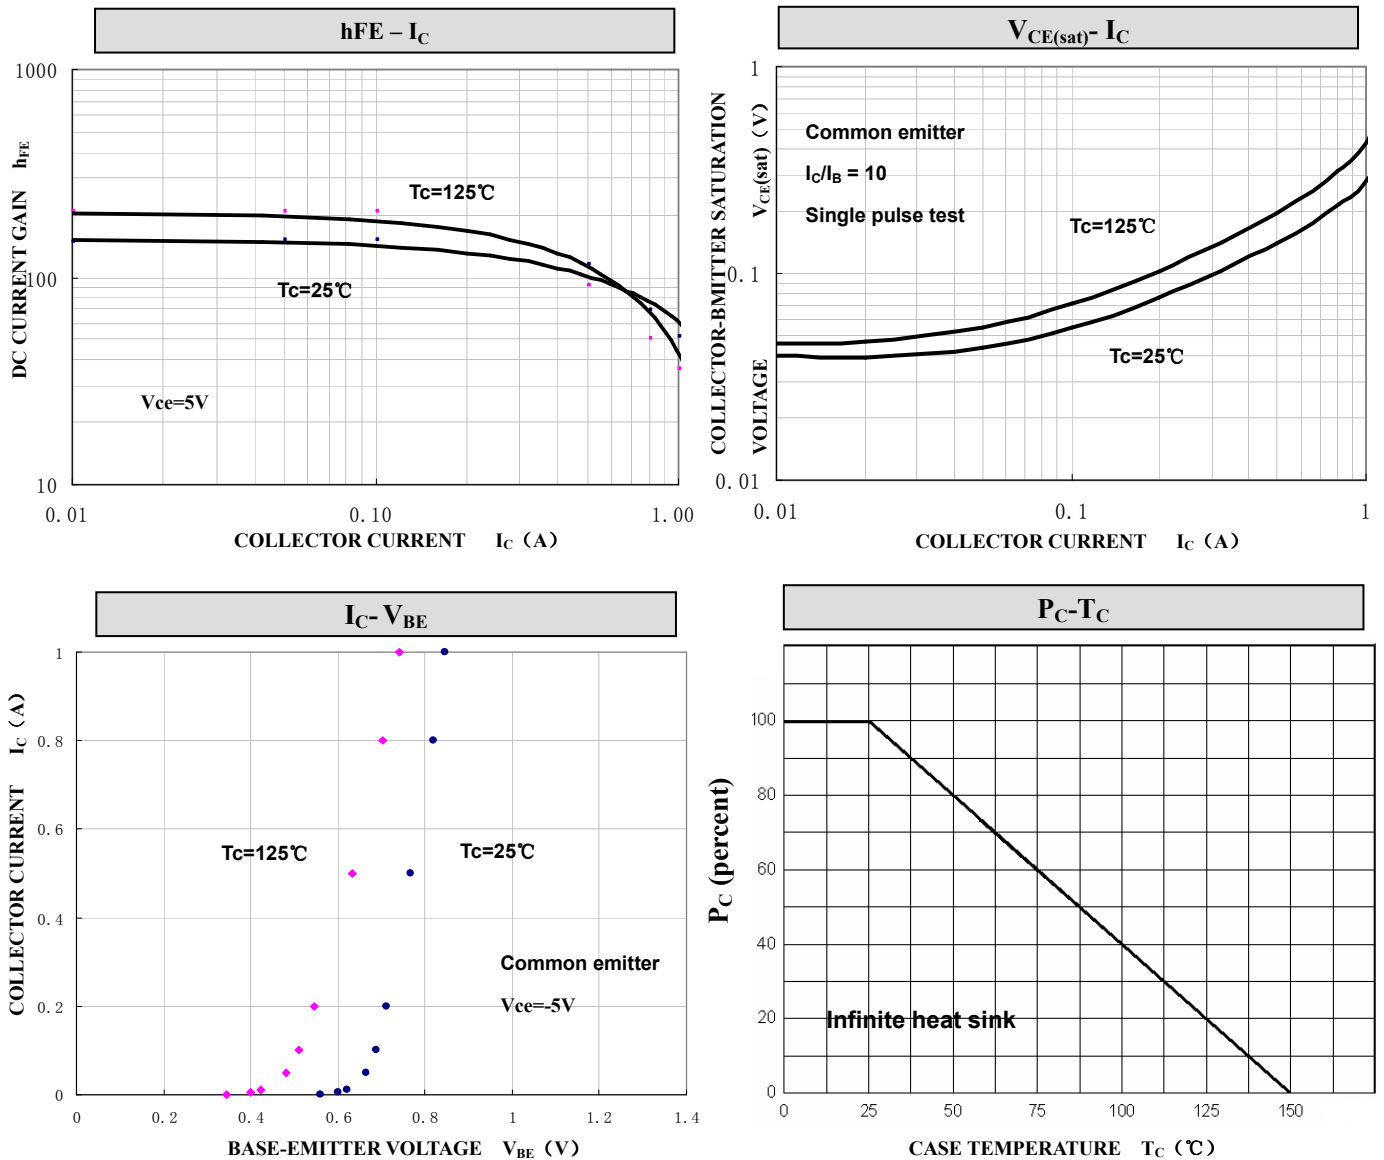 hFE – IC
1000
100
10
0.01
0.10
1.00
DC CURRENT GAIN hFE
Tc=125℃
Tc=25℃
Vce=5V
COLLECTOR CURRENT IC（A）
VCE(sat)- IC
1
0.1
0.01
0.01
0.1
1
COLLECTOR-BMITTER SATURATION
VOLTAGE
VCE(sat)（V）
Common emitter
IC/IB = 10
Single pulse test
Tc=125℃
Tc=25℃
COLLECTOR CURRENT IC（A）
IC- VBE
1
0.8
0.6
0.4
0.2
0
0
0.2
0.4
0.6
0.8
1
1.2
1.4
COLLECTOR CURRENT IC（A）
Tc=125℃
Tc=25℃
Common emitter
Vce=-5V
BASE-EMITTER VOLTAGE VBE（V）
PC-TC
100
80
60
40
20
0
0
25
50
75
100
125
150
PC (percent)
Infinite heat sink
CASE TEMPERATURE TC（℃）